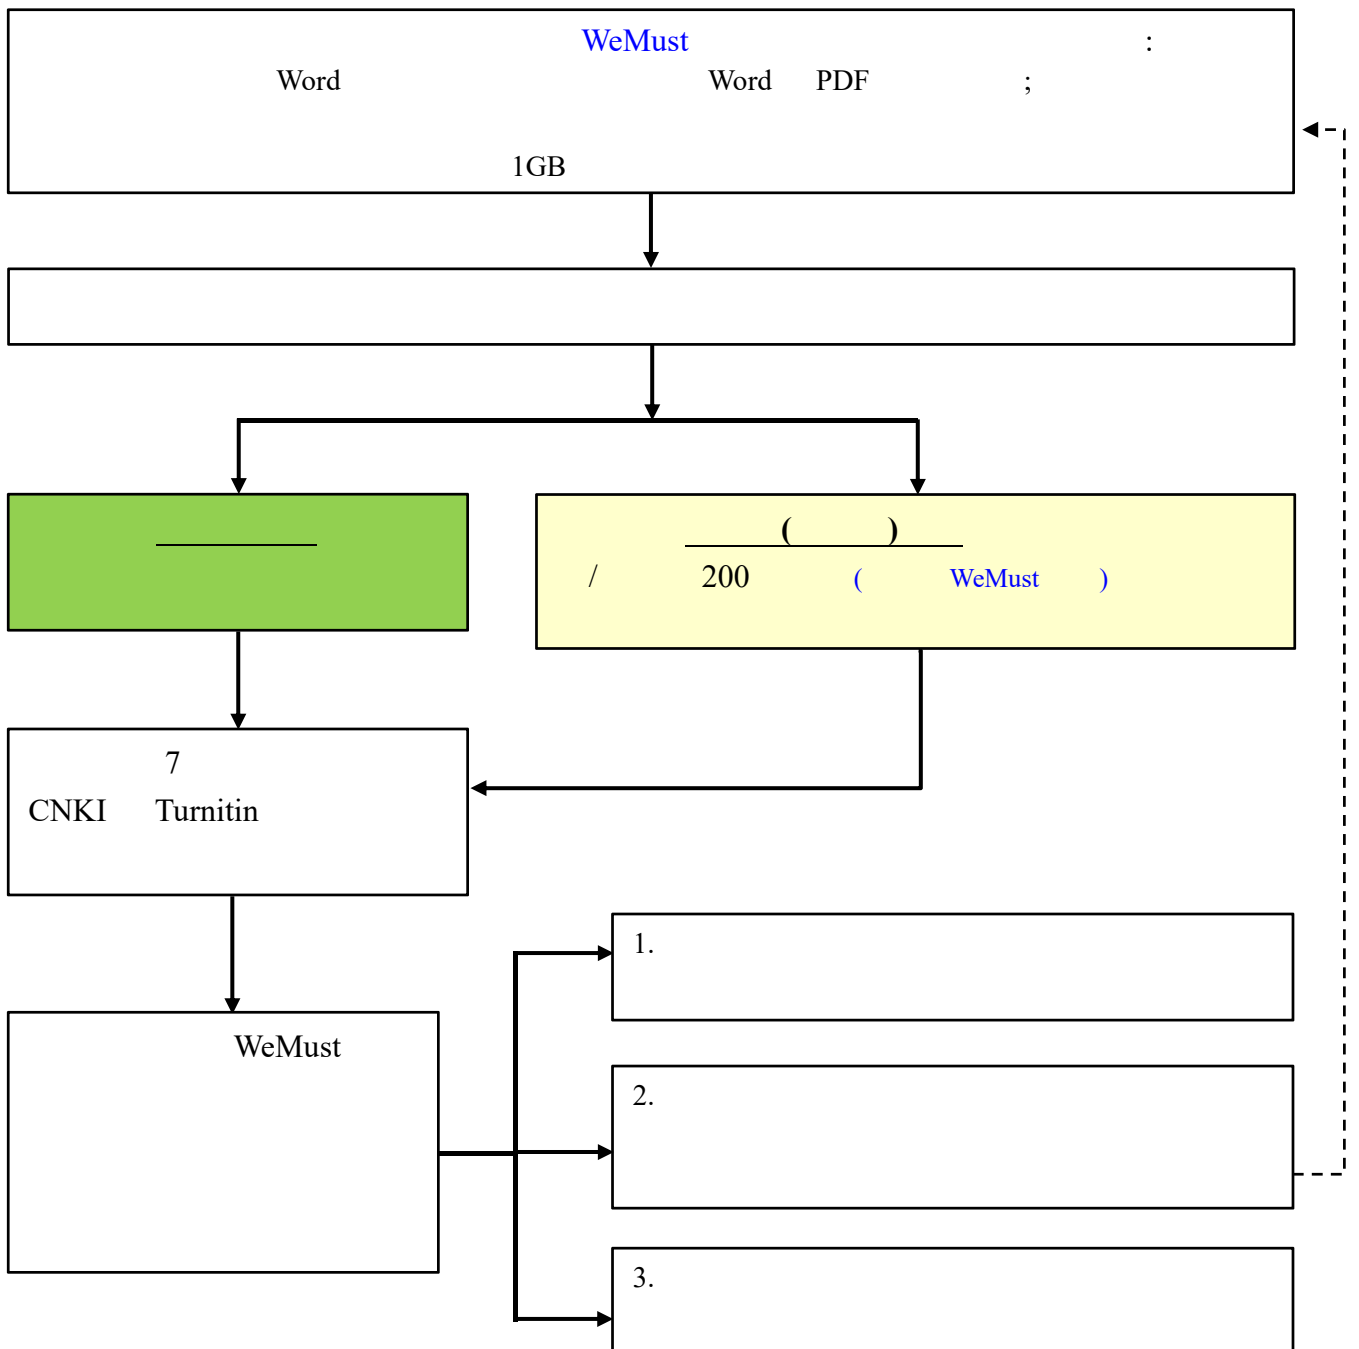 WeMust :
Word Word PDF ;
1GB
( )
/ 200 ( WeMust )
7
CNKI Turnitin
WeMust
1.
2.
3.